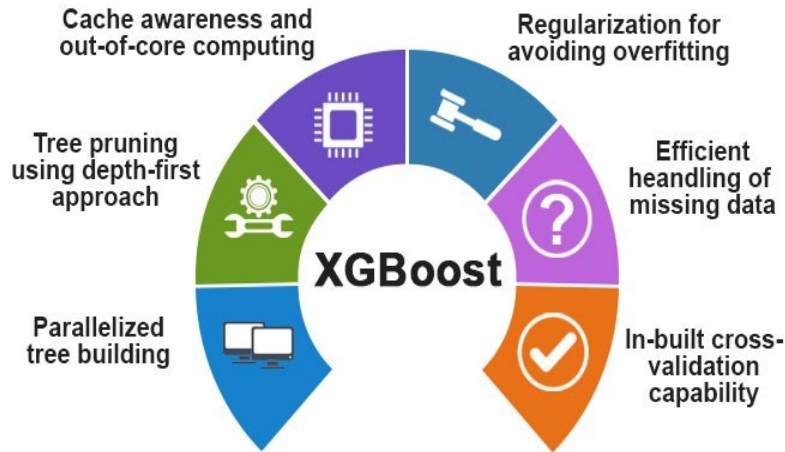 Cache awareness and
out-of-core computing
Regularization for
avoiding overfitting
Tree pruning
using depth-first
approach
Efficient
heandling of
missing data
XGBoost
Parallelized
tree building
In-built cross-
validation
capability